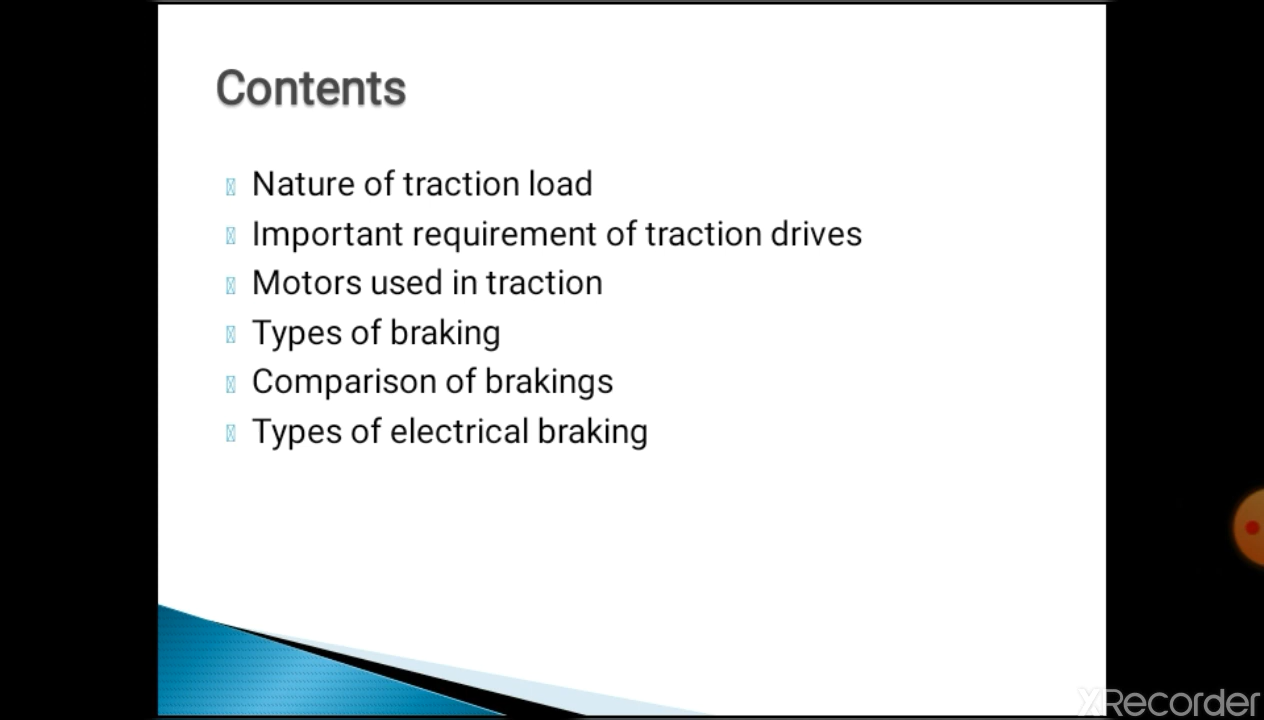 Contents
Nature of traction load
Important requirement of traction drives
Motors used in traction
Types of braking
Comparison of brakings
Types of electrical braking
XRecorder